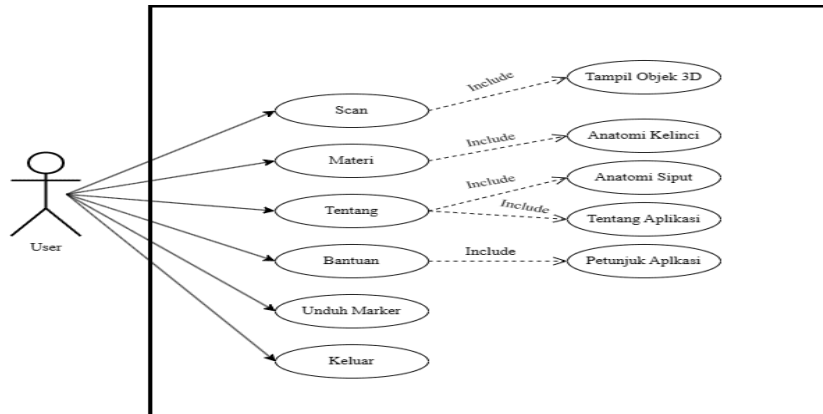 Include
Tampil Objek 3D
Scan
Include
Anatomi Kelinci
Materi
Include
Anatomi Siput
Tentang
Include
Tentang Aplikasi
User
Bantuan
Include
Petunjuk Aplkasi
Unduh Marker
Keluar